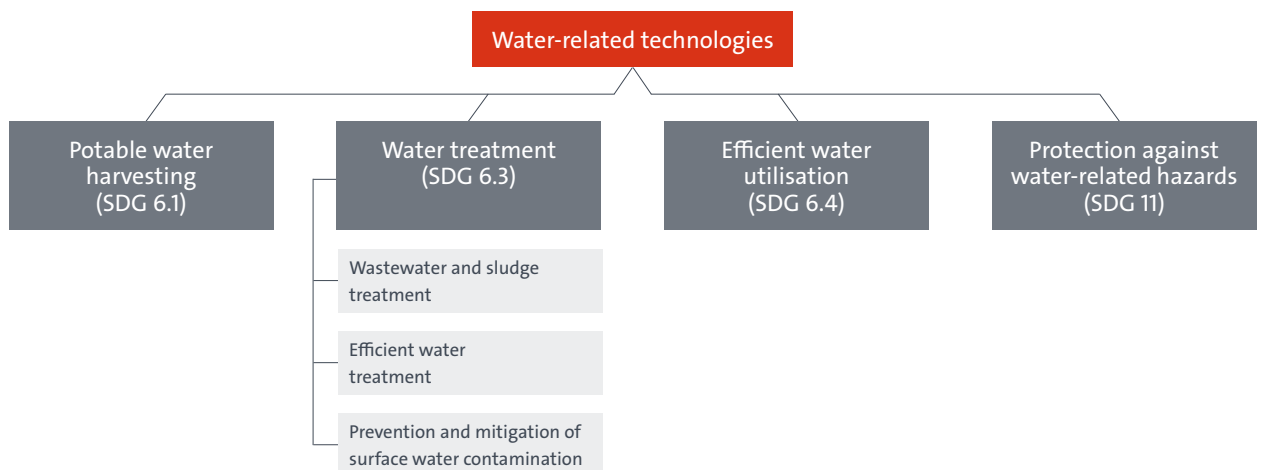 Water-related technologies
Potable water
harvesting
(SDG 6.1)
Water treatment
(SDG 6.3)
Efficient water
utilisation
(SDG 6.4)
Protection against
water-related hazards
(SDG 11)
Wastewater and sludge
treatment
Efficient water
treatment
Prevention and mitigation of
surface water contamination